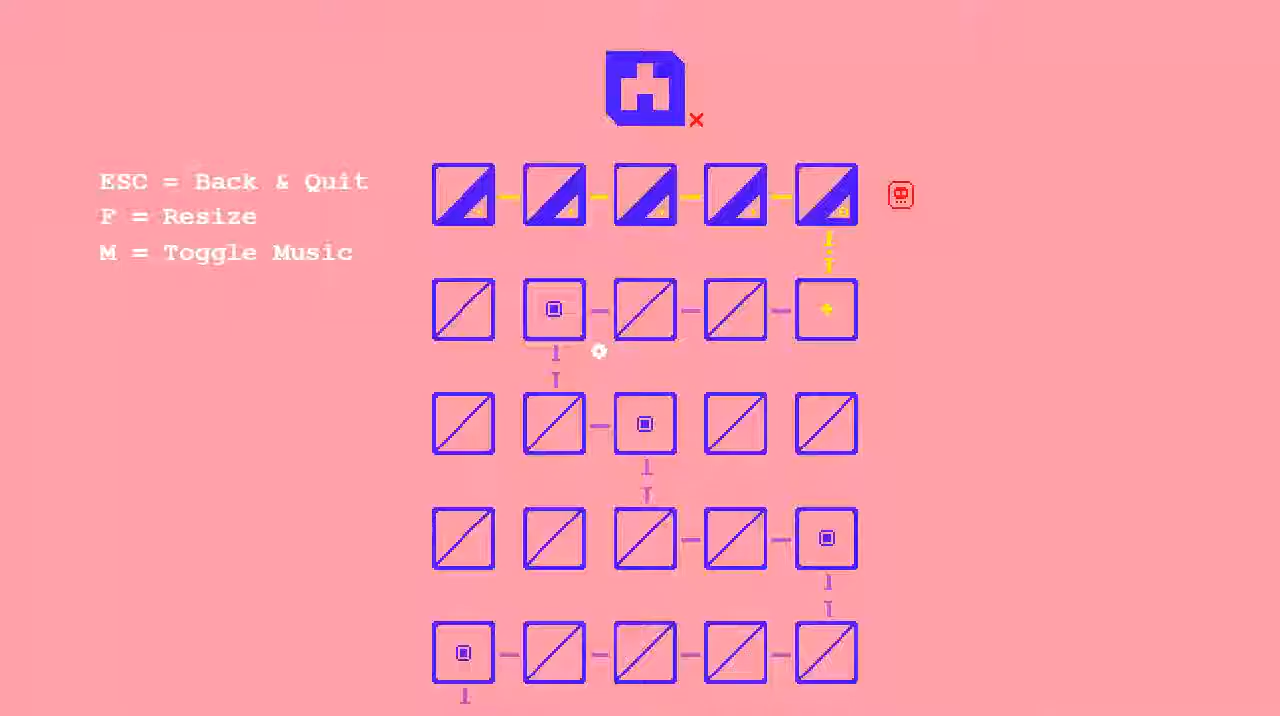 ESC = Back & Quit
F = Resize
M = Toggle Music